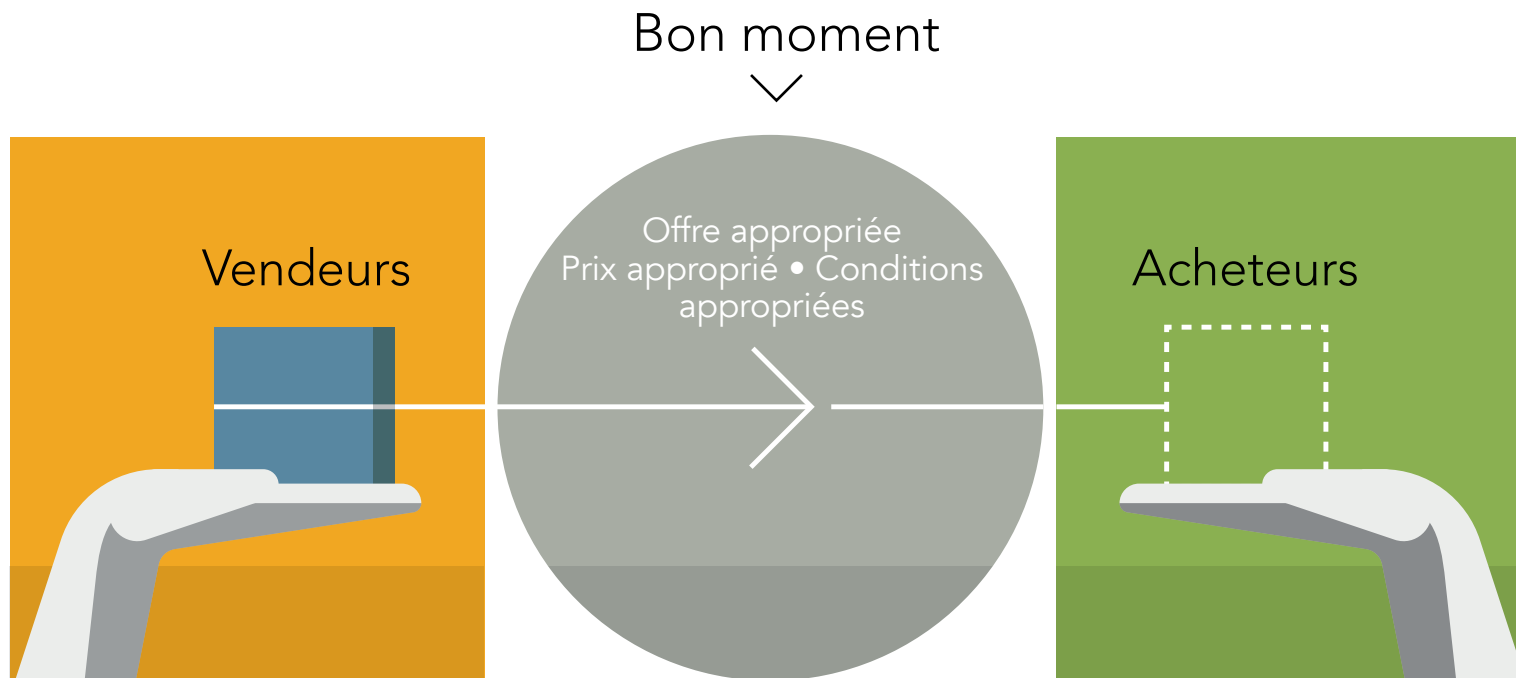 Bon moment
Vendeurs
Offre appropriée
Prix approprié • Conditions
appropriées
Acheteurs